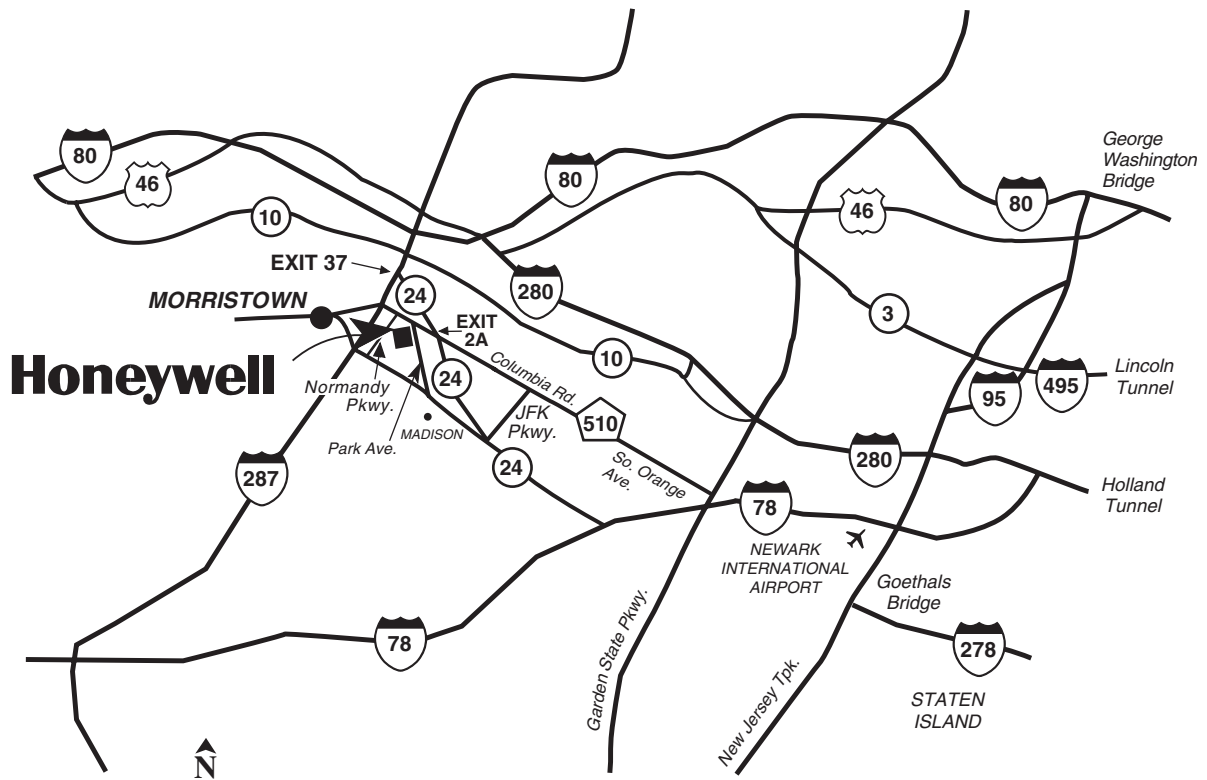 80
46
10
80
46
80
George
Washington
Bridge
EXIT 37
24
280
MORRISTOWN
EXIT
2A
3
Honeywell
10
Columbia Rd.
Lincoln
Tunnel
95
495
Normandy
Pkwy.
24
JFK
Pkwy.
510
Park Ave.
MADISON
287
24
So. Orange
Ave.
280
Holland
Tunnel
78
NEWARK
INTERNATIONAL
AIRPORT
Goethals
Bridge
78
Garden State Pkwy.
278
New Jersey Tpk.
STATEN
ISLAND
N